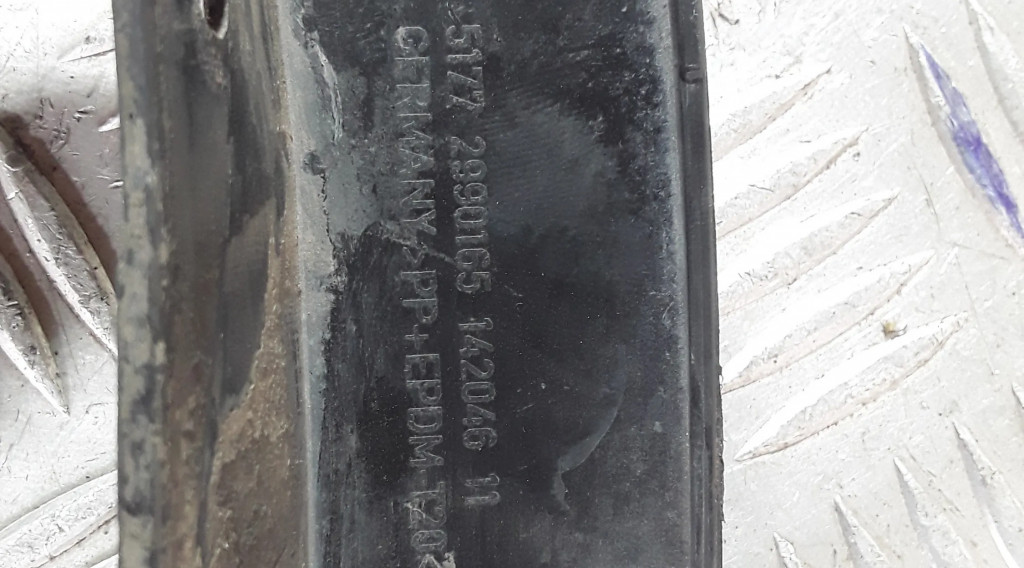 5177 2990165 142046 11
GERMANY >PP+EPDM-T20<